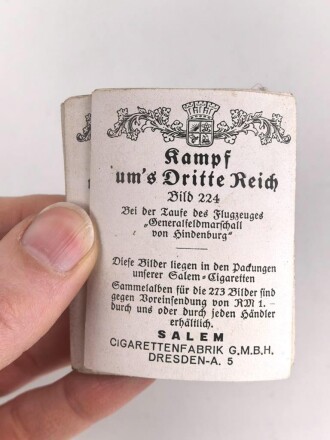 Kampf
um's Dritte Reich
Bild 224
Bei der Taufe des Flugzeuges
„Generalfeldmarschall
von Hindenburg"
Diese Bilder liegen in den Packungen
unserer Salem-Cigaretten
Sammelalben für die 273 Bilder sind
gegen Voreinsendung von RM 1.–
durch uns oder durch jeden Händler
erhältlich.
SALEM
CIGARETTENFABRIK G.M.B.H.
DRESDEN-A. 5